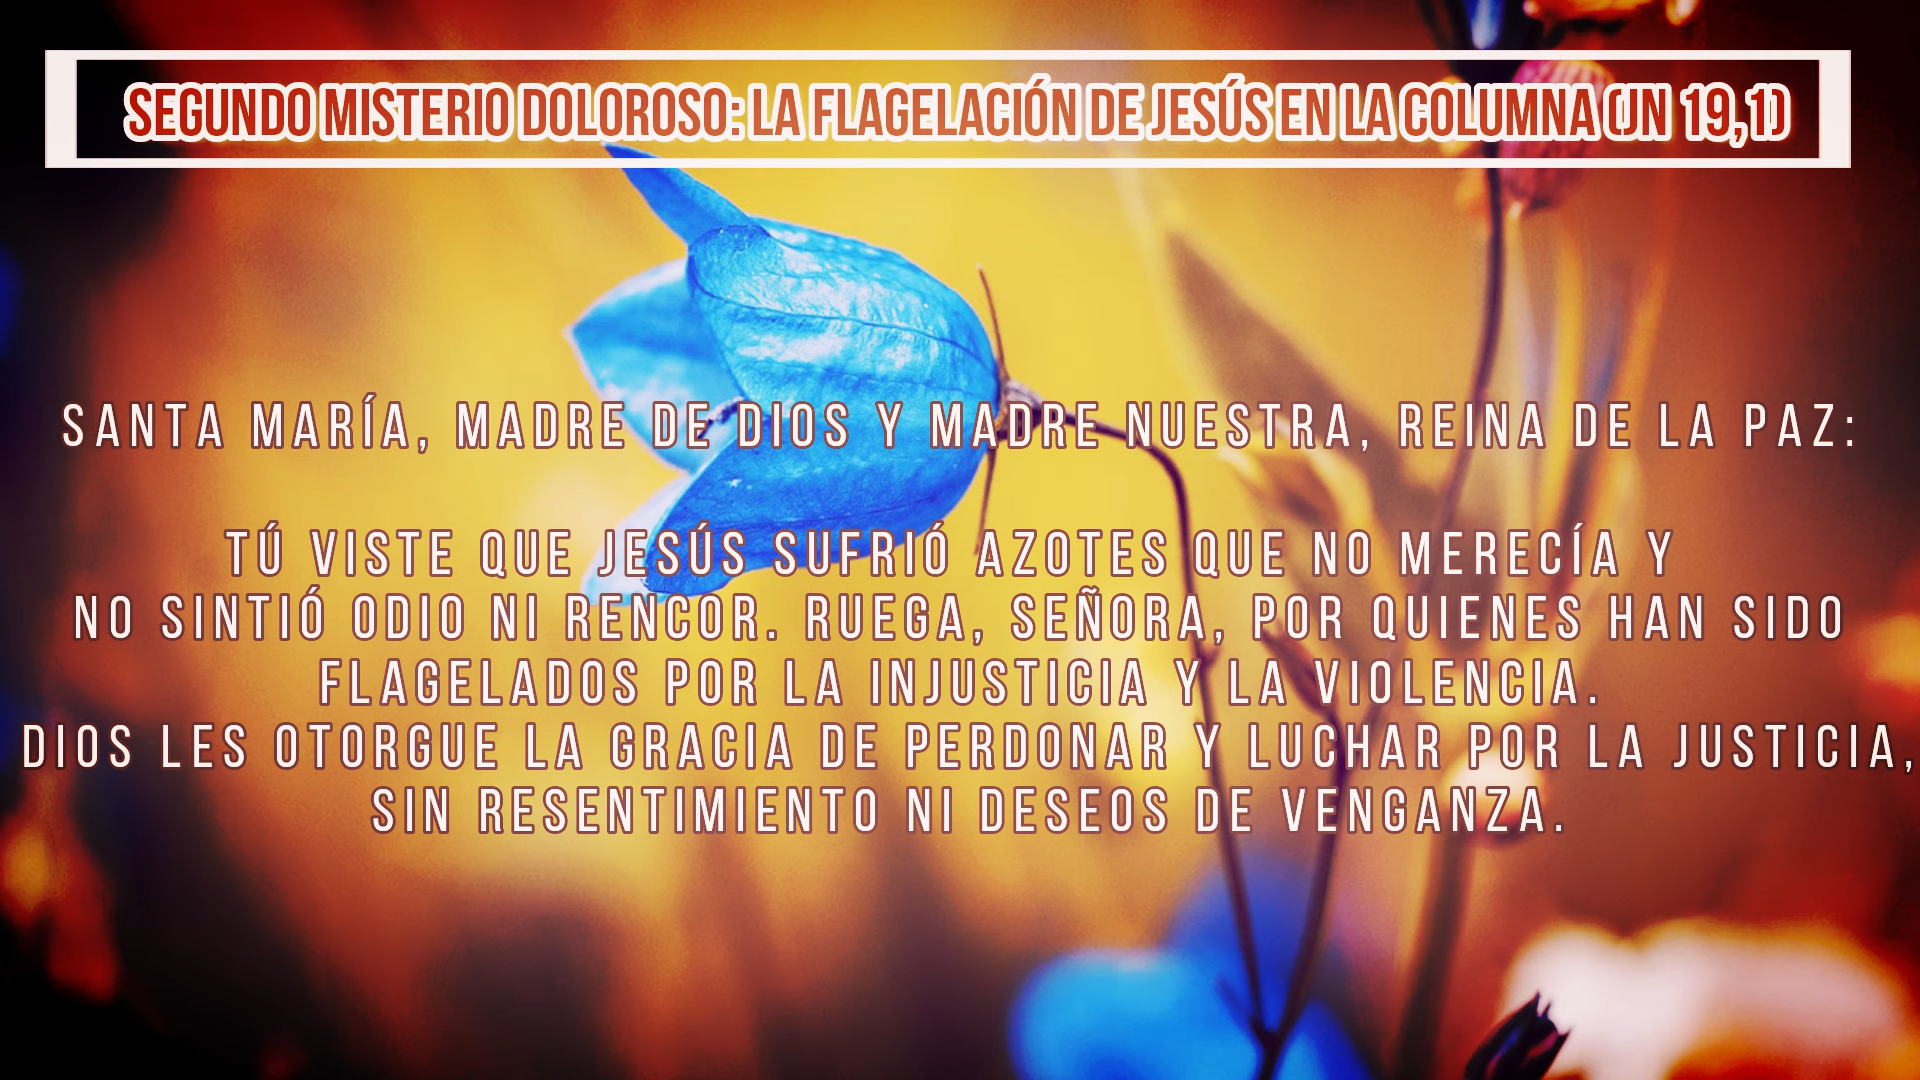 SEGUNDO MISTERIO DOLOROSO: LA FLAGELACIÓN DE JESÚS EN LA COLUMNA (JN 19,1)
SANTA MARÍA, MADRE DE DIOS Y MADRE NUESTRA, REINA DE LA PAZ:
TÚ VISTE QUE JESÚS SUFRIÓ AZOTES QUE NO MERECÍA Y
NO SINTIÓ ODIO NI RENCOR. RUEGA, SEÑORA, POR QUIENES HAN SIDO
FLAGELADOS POR LA INJUSTICIA Y LA VIOLENCIA.
DIOS LES OTORGUE LA GRACIA DE PERDONAR Y LUCHAR POR LA JUSTICIA,
SIN RESENTIMIENTO NI DESEOS DE VENGANZA.